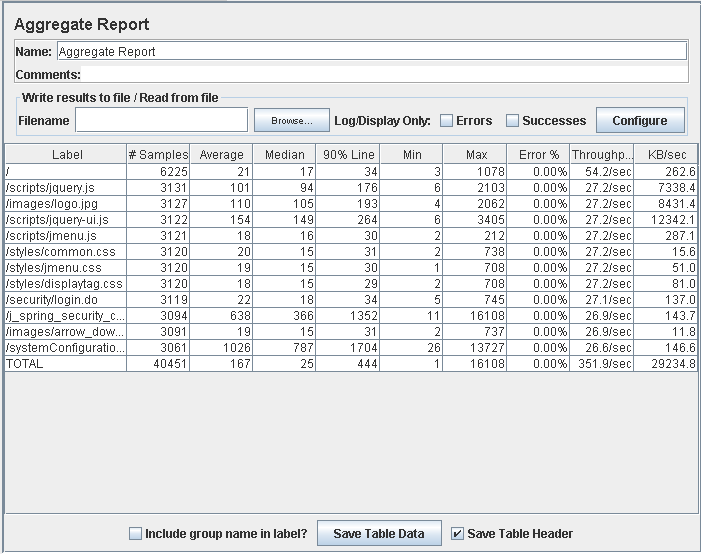 Aggregate Report
Name: Aggregate Report
Comments:
Write results to file / Read from file
Filename Browse... Log/Display Only: Errors Successes Configure
Label # Samples Average Median 90% Line Min Max Error % Throughp... KB/sec
/ 6225 21 17 34 3 1078 0.00% 54.2/sec 262.6
/scripts/jquery.js 3131 101 94 176 6 2103 0.00% 27.2/sec 7338.4
/images/logo.jpg 3127 110 105 193 4 2062 0.00% 27.2/sec 8431.4
/scripts/jquery-ui.js 3122 154 149 264 6 3405 0.00% 27.2/sec 12342.1
/scripts/jmenu.js 3121 18 16 30 2 212 0.00% 27.2/sec 287.1
/styles/common.css 3120 20 15 31 2 738 0.00% 27.2/sec 15.6
/styles/jmenu.css 3120 19 15 30 1 708 0.00% 27.2/sec 51.0
/styles/displaytag.css 3120 18 15 29 2 708 0.00% 27.2/sec 81.0
/security/login.do 3119 22 18 34 5 745 0.00% 27.1/sec 137.0
/j_spring_security_c... 3094 638 366 1352 11 16108 0.00% 26.9/sec 143.7
/images/arrow_dow... 3091 19 15 31 2 737 0.00% 26.9/sec 11.8
/systemConfiguratio... 3061 1026 787 1704 26 13727 0.00% 26.6/sec 146.6
TOTAL 40451 167 25 444 1 16108 0.00% 351.9/sec 29234.8
Include group name in label? Save Table Data Save Table Header